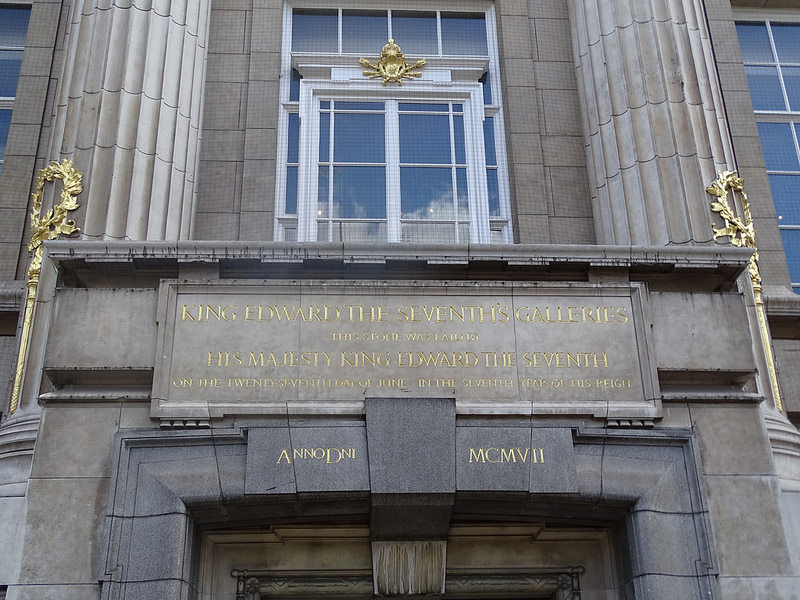 KING EDWARD THE SEVENTH'S GALLERIES
THIS STONE WAS LAID BY
HIS MAJESTY KING EDWARD THE SEVENTH
ON THE TWENTY SEVENTH DAY OF JUNE IN THE SEVENTH YEAR OF HIS REIGN
ANNO DNI MCMVII